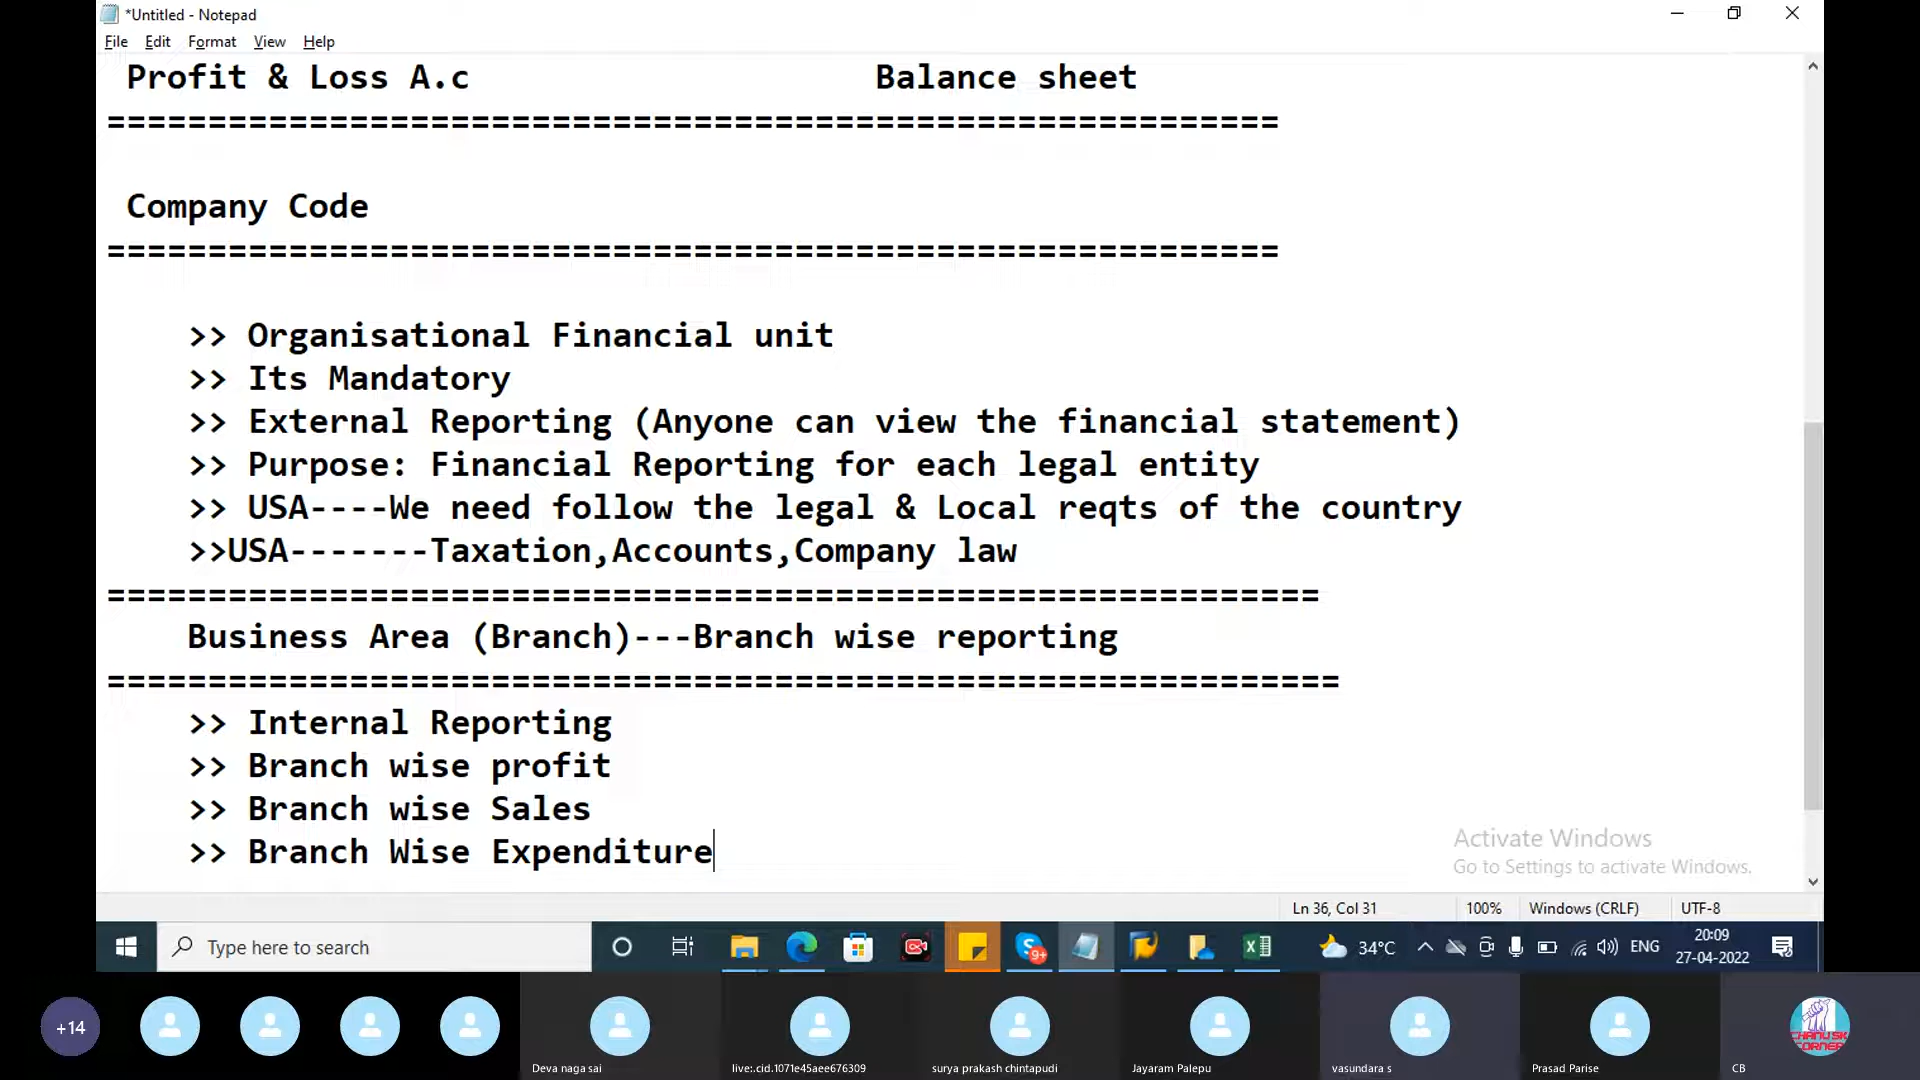 *Untitled - Notepad
File Edit Format View Help
Profit & Loss A.c Balance sheet
==========================================================
Company Code
==========================================================
>> Organisational Financial unit
>> Its Mandatory
>> External Reporting (Anyone can view the financial statement)
>> Purpose: Financial Reporting for each legal entity
>> USA----We need follow the legal & Local reqts of the country
>>USA-------Taxation,Accounts,Company law
============================================================
Business Area (Branch)---Branch wise reporting
=============================================================
>> Internal Reporting
>> Branch wise profit
>> Branch wise Sales
>> Branch Wise Expenditure
Activate Windows
Go to Settings to activate Windows.
Ln 36, Col 31 100% Windows (CRLF) UTF-8
Type here to search 9+ 34°C ENG 20:09
27-04-2022
+14
Deva naga sai live:.cid.1071e45aee676309 surya prakash chintapudi Jayaram Palepu vasundara s Prasad Parise CB